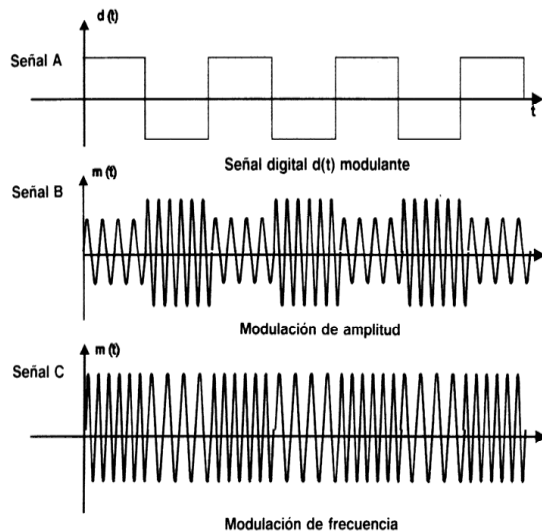 d (t)
Señal A
t
Señal digital d(t) modulante
m (t)
Señal B
Modulación de amplitud
m (t)
Señal C
Modulación de frecuencia